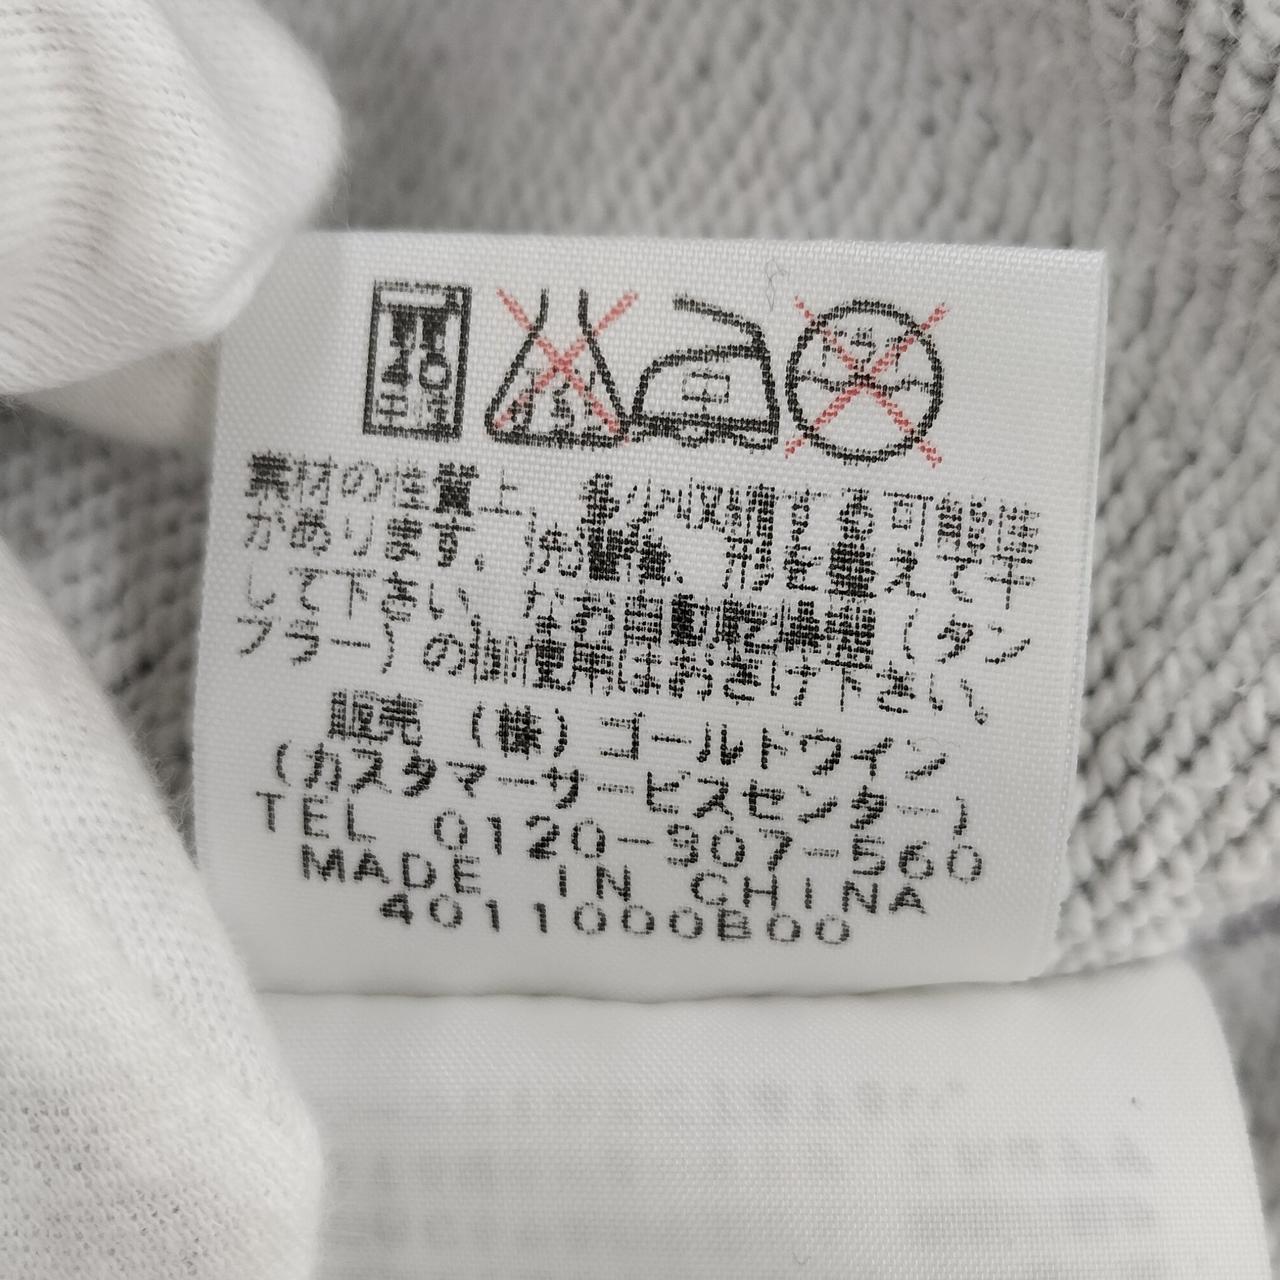 40
中
素材の性質上、多少収縮する可能性
がありますが、洗濯後、形を整えて干
して下さい。なお自動乾燥機（タン
ブラー）の御使用はおさけ下さい。
販売 （株）ゴールドウイン
（カスタマーサービスセンター）
TEL 0120-307-560
MADE IN CHINA
4011000B00